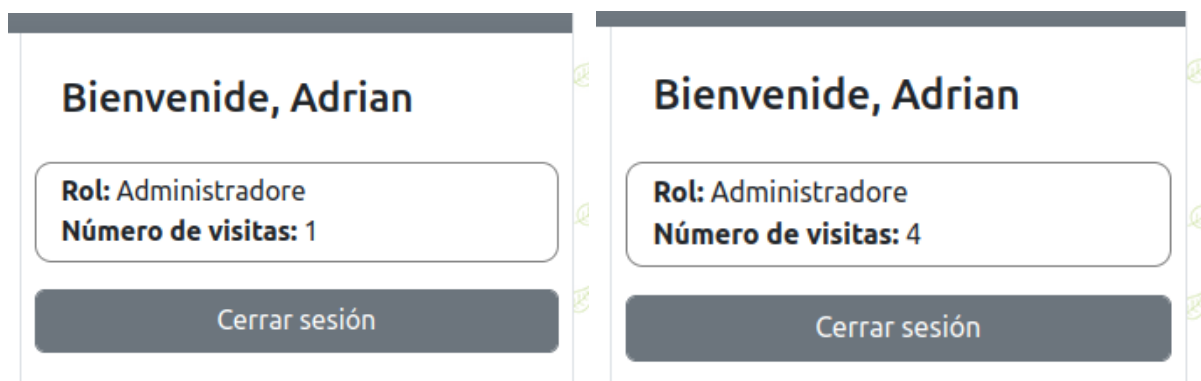 Bienvenide, Adrian
Rol: Administradore
Número de visitas: 1
Cerrar sesión
Bienvenide, Adrian
Rol: Administradore
Número de visitas: 4
Cerrar sesión